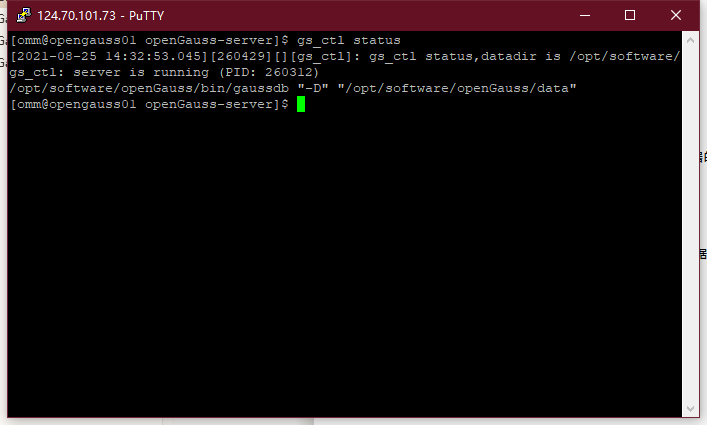 124.70.101.73 - PuTTY
[omm@opengauss01 openGauss-server]$ gs_ctl status
[2021-08-25 14:32:53.045][260429][][gs_ctl]: gs_ctl status,datadir is /opt/software/
gs_ctl: server is running (PID: 260312)
/opt/software/openGauss/bin/gaussdb "-D" "/opt/software/openGauss/data"
[omm@opengauss01 openGauss-server]$
据